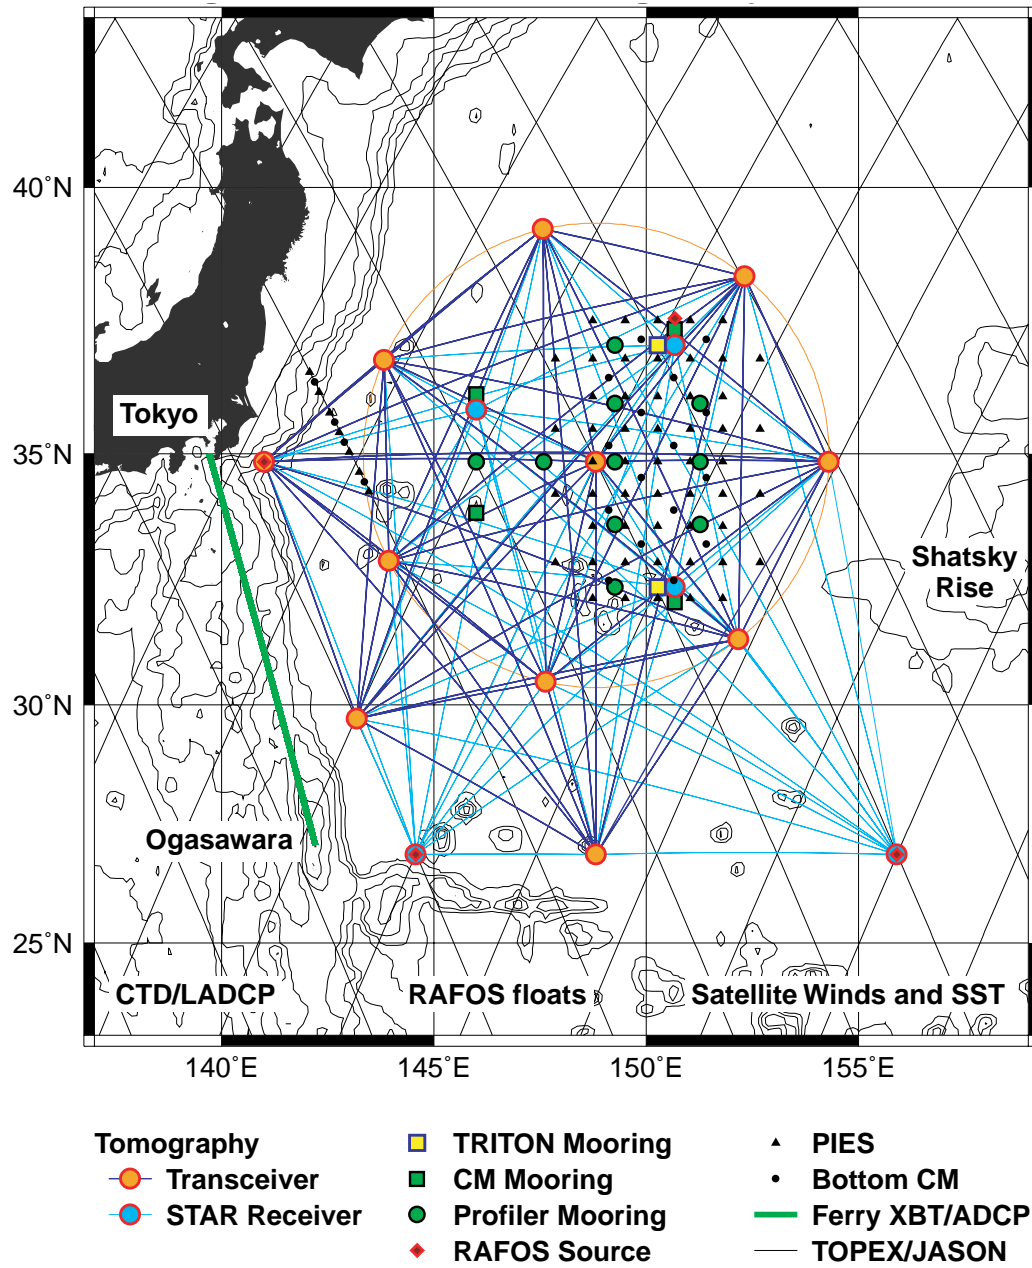 40°N
Tokyo
35°N
Shatsky
Rise
30°N
Ogasawara
25°N
CTD/LADCP
RAFOS floats
Satellite Winds and SST
140°E
145°E
150°E
155°E
Tomography
Transceiver
STAR Receiver
TRITON Mooring
CM Mooring
Profiler Mooring
RAFOS Source
PIES
Bottom CM
Ferry XBT/ADCP
TOPEX/JASON